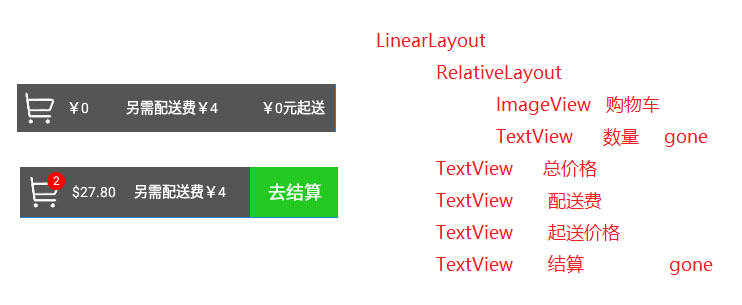 ¥0 另需配送费¥4 ¥0元起送
2
$27.80 另需配送费¥4 去结算
LinearLayout
RelativeLayout
ImageView 购物车
TextView 数量 gone
TextView 总价格
TextView 配送费
TextView 起送价格
TextView 结算 gone